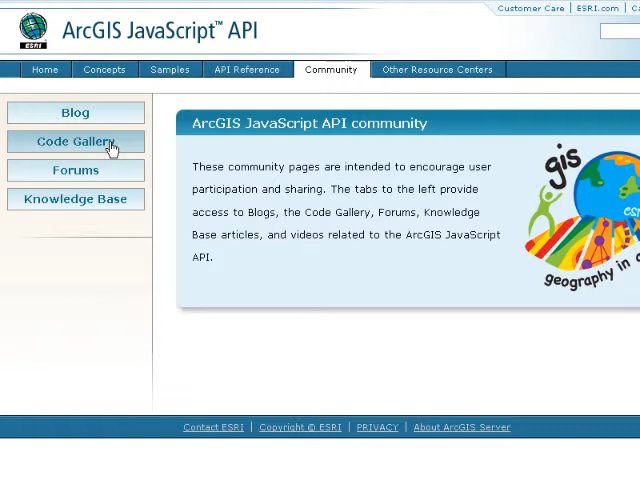 Customer Care | ESRI.com |
ESRI
ArcGIS JavaScript™ API
Home
Concepts
Samples
API Reference
Community
Other Resource Centers
Blog
Code Gallery
Forums
Knowledge Base
ArcGIS JavaScript API community
These community pages are intended to encourage user
participation and sharing. The tabs to the left provide
access to Blogs, the Code Gallery, Forums, Knowledge
Base articles, and videos related to the ArcGIS JavaScript
API.
gis
geography in
Contact ESRI | Copyright © ESRI | PRIVACY | About ArcGIS Server